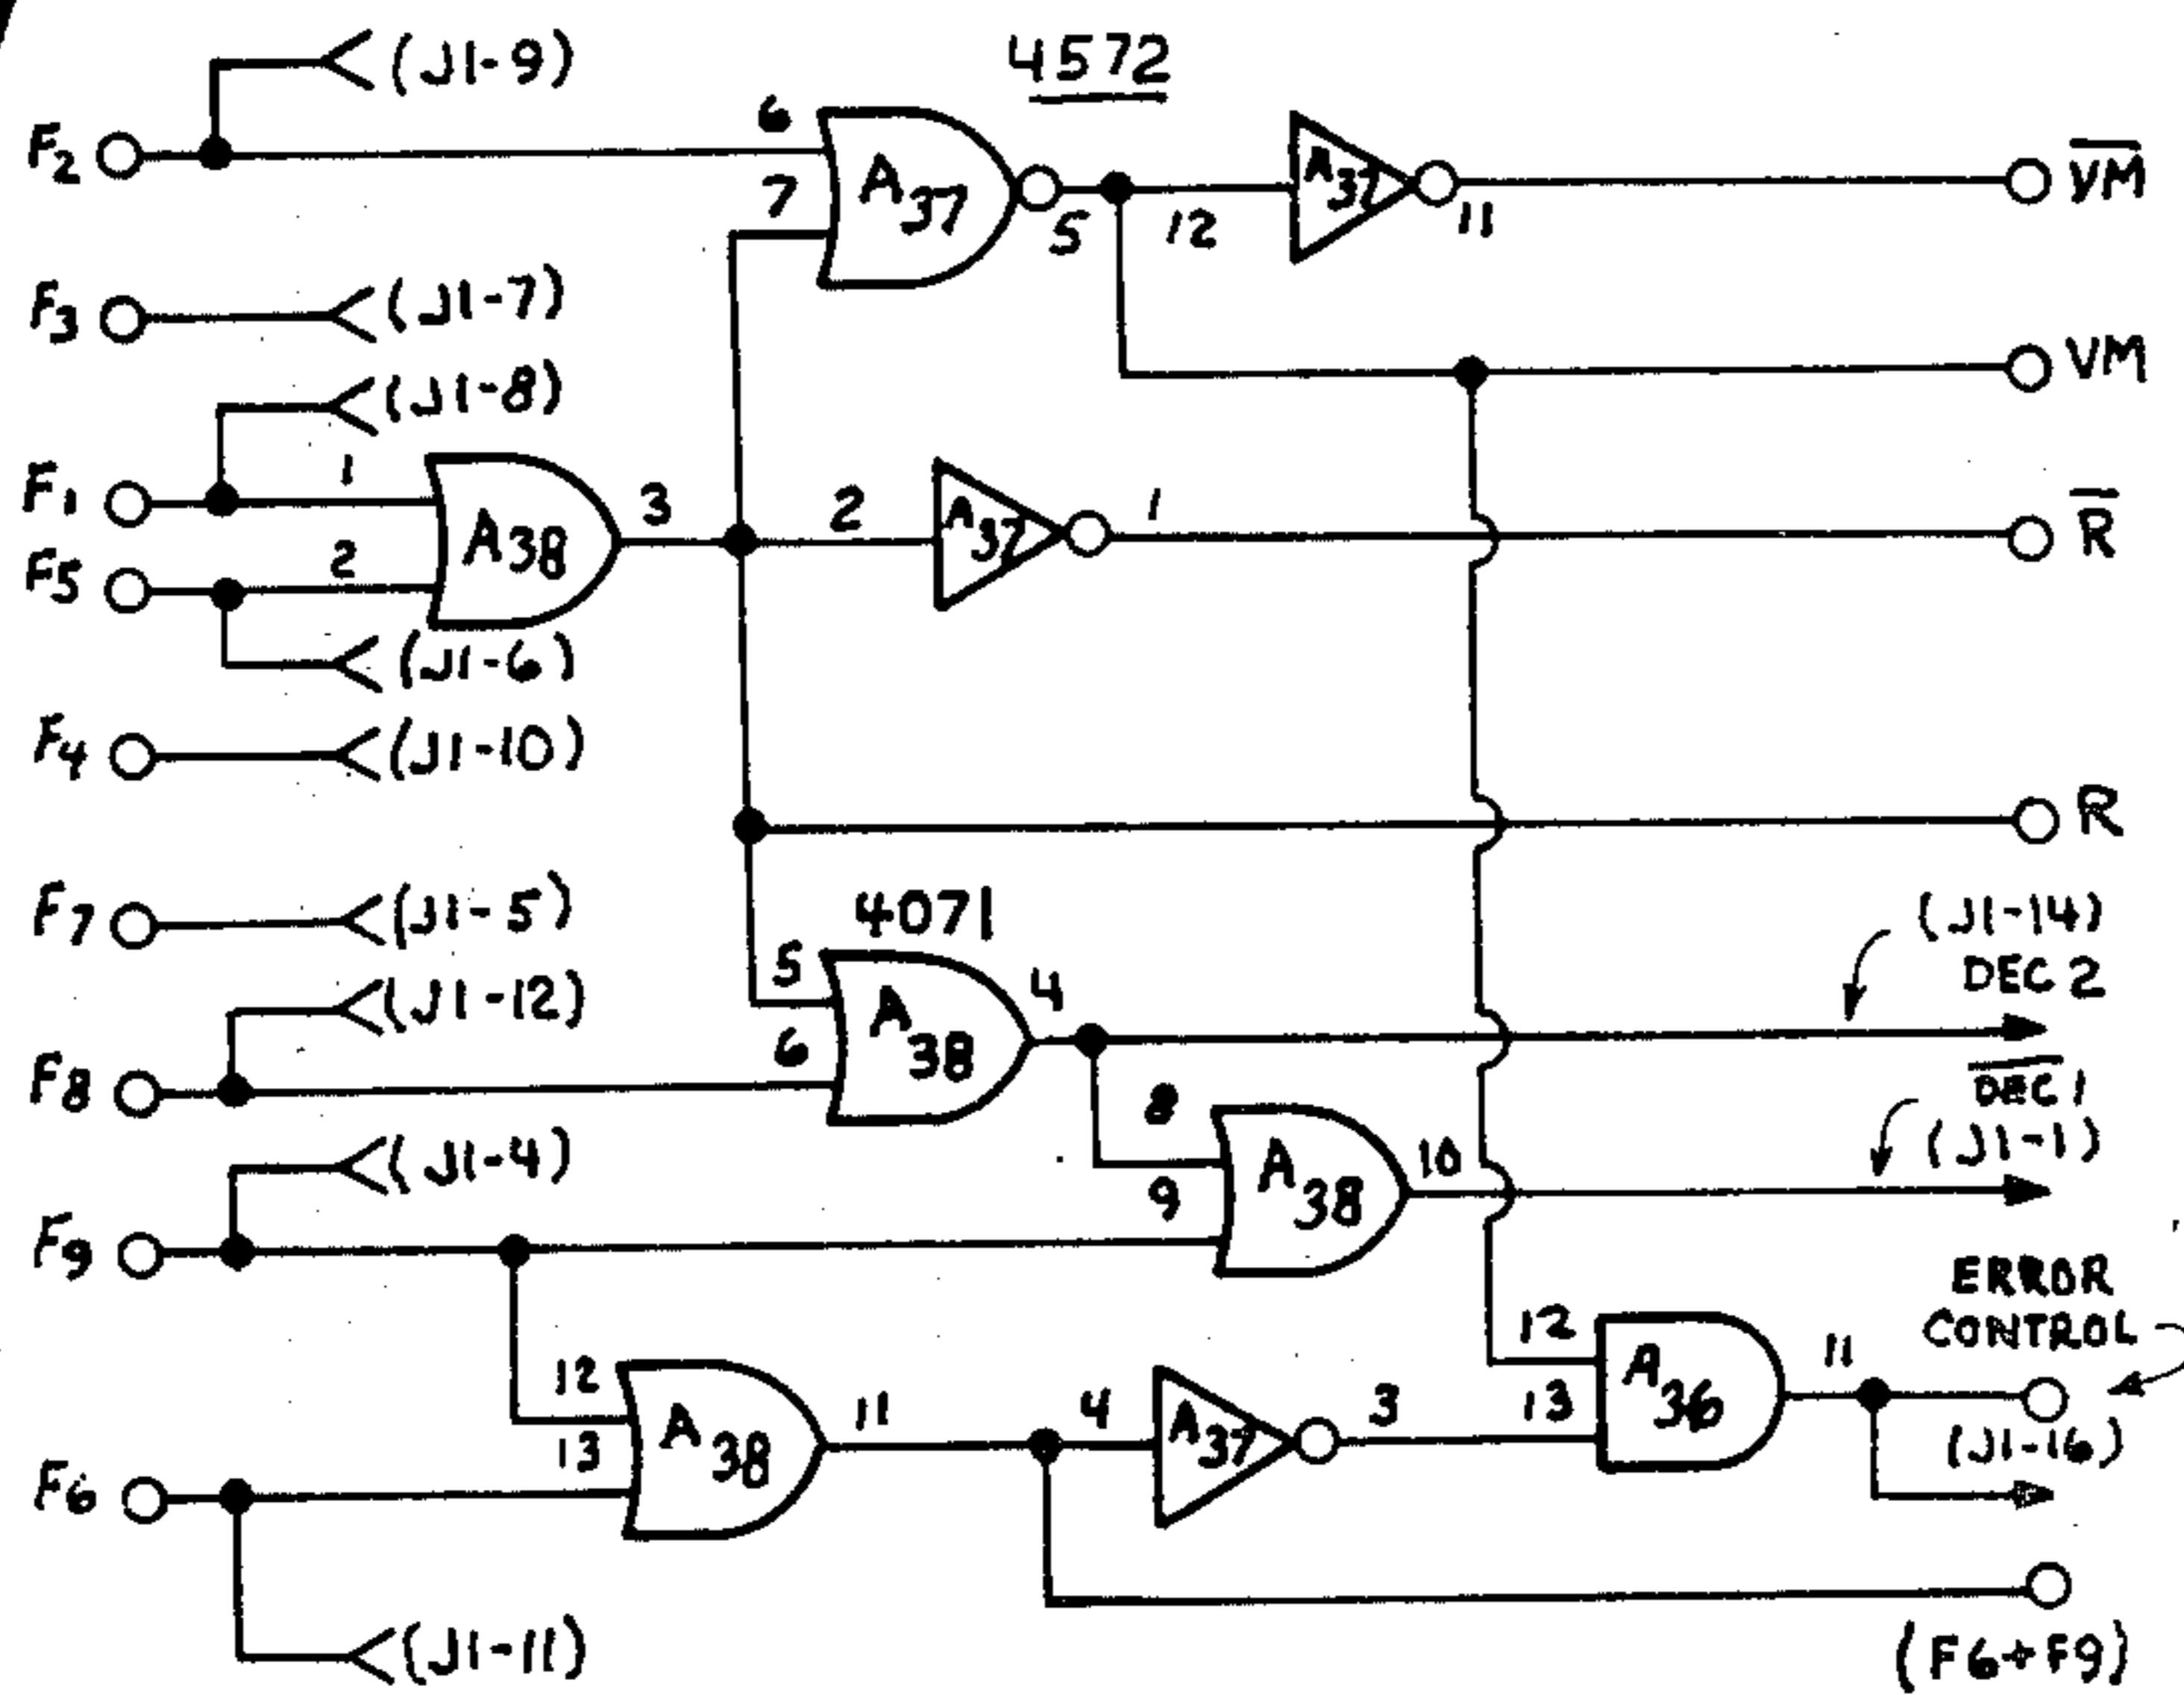 (J1-9)
4572
F2
6
7
A37
5
12
A37
11
V̅M̅
F3
(J1-7)
VM
(J1-8)
F1
1
A38
3
2
A37
1
R̅
F5
2
(J1-6)
F4
(J1-10)
R
F7
(J1-5)
4071
(J1-14)
DEC 2
5
A38
4
(J1-12)
6
F8
D̅E̅C̅ ̅1̅
(J1-1)
8
A38
10
9
(J1-4)
F9
ERROR
CONTROL
12
A36
11
13
(J1-16)
12
A38
11
4
A37
3
13
F6
(J1-11)
(F6+F9)